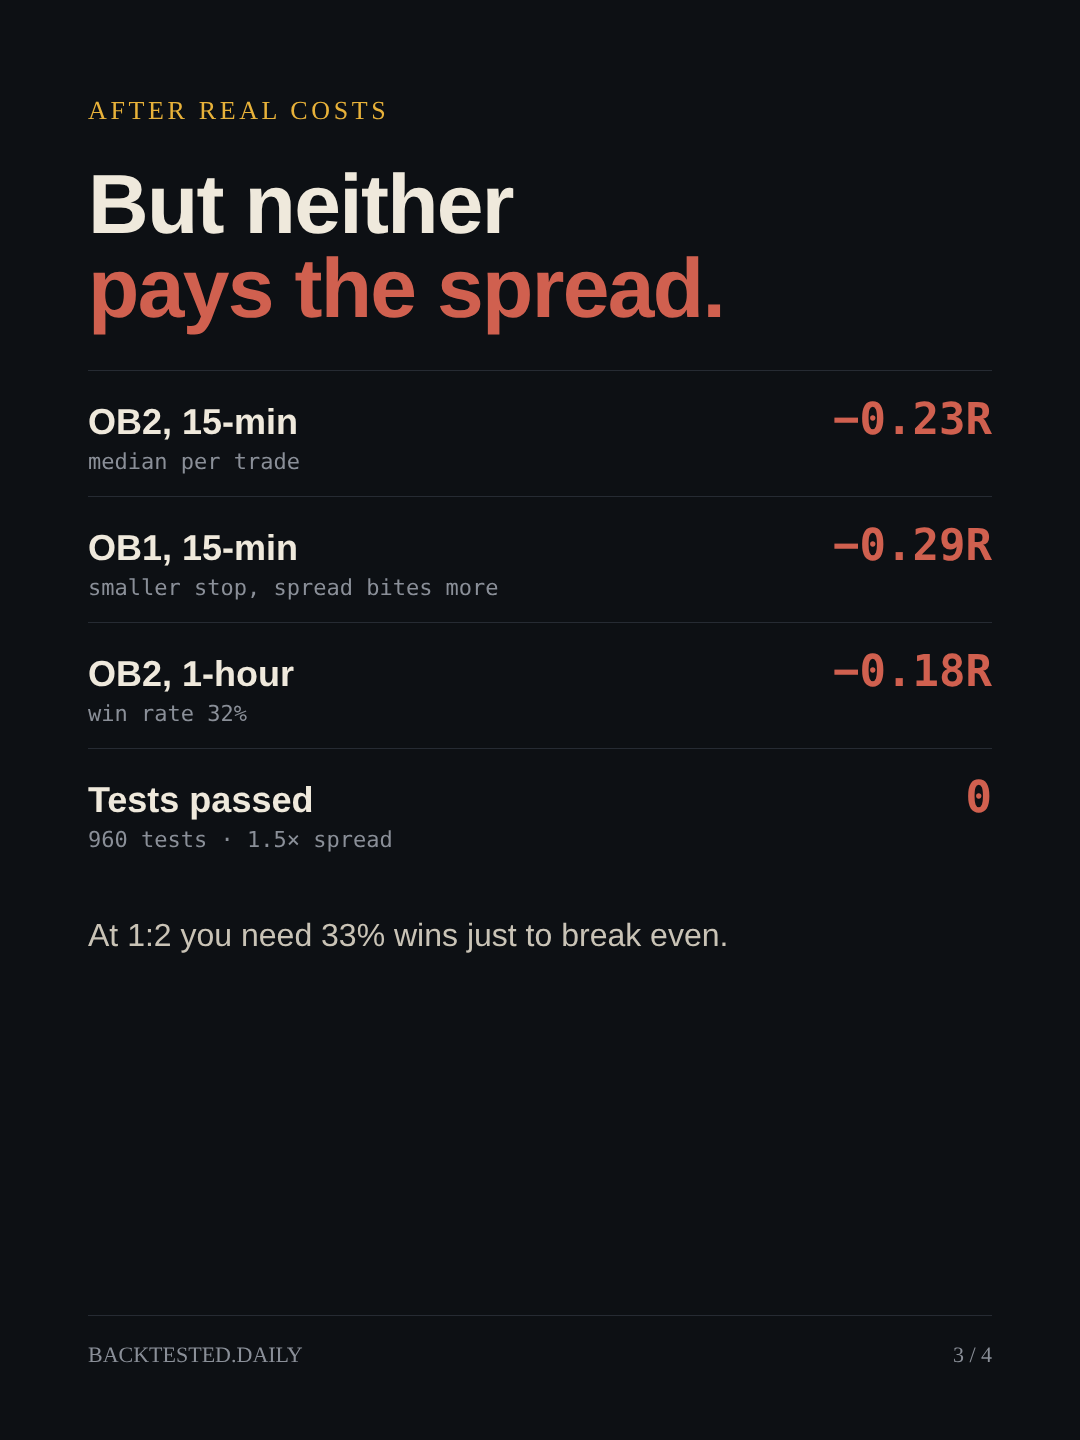 AFTER REAL COSTS
But neither
pays the spread.
OB2, 15-min
−0.23R
median per trade
OB1, 15-min
−0.29R
smaller stop, spread bites more
OB2, 1-hour
−0.18R
win rate 32%
Tests passed
0
960 tests · 1.5× spread
At 1:2 you need 33% wins just to break even.
BACKTESTED.DAILY
3 / 4